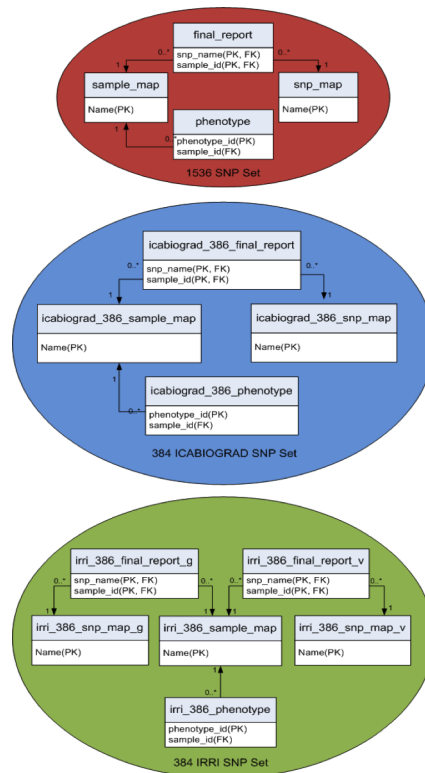 final_report
0..*
0..*
snp_name(PK, FK)
sample_id(PK, FK)
1
1
sample_map
snp_map
Name(PK)
Name(PK)
phenotype
1
0..*
phenotype_id(PK)
sample_id(FK)
1536 SNP Set
icabiograd_386_final_report
0..*
0..*
snp_name(PK, FK)
sample_id(PK, FK)
1
1
icabiograd_386_sample_map
icabiograd_386_snp_map
Name(PK)
Name(PK)
1
icabiograd_386_phenotype
0..*
phenotype_id(PK)
sample_id(FK)
384 ICABIOGRAD SNP Set
irri_386_final_report_g
irri_386_final_report_v
0..*
0..*
0..*
0..*
snp_name(PK, FK)
sample_id(PK, FK)
snp_name(PK, FK)
sample_id(PK, FK)
1
1
1
1
irri_386_snp_map_g
irri_386_sample_map
irri_386_snp_map_v
Name(PK)
Name(PK)
Name(PK)
1
0..*
irri_386_phenotype
phenotype_id(PK)
sample_id(FK)
384 IRRI SNP Set